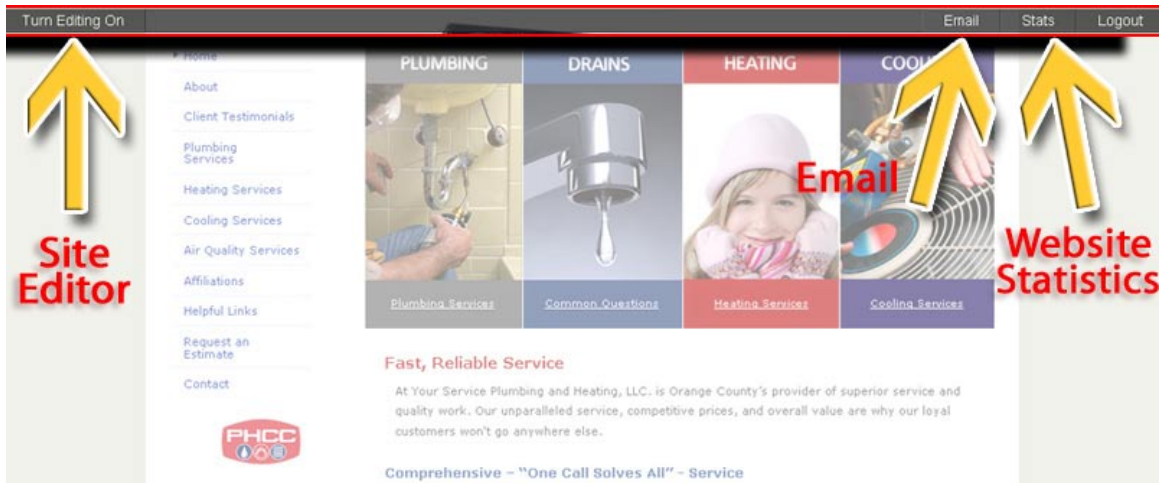 Turn Editing On
Email
Stats
Logout
Home
About
Client Testimonials
Plumbing
Services
Heating Services
Cooling Services
Air Quality Services
Affiliations
Helpful Links
Request an
Estimate
Contact
PHCC
PLUMBING
DRAINS
HEATING
Plumbing Services
Common Questions
Heating Services
Cooling Services
Site
Editor
Email
Website
Statistics
Fast, Reliable Service
At Your Service Plumbing and Heating, LLC. is Orange County's provider of superior service and
quality work. Our unparalleled service, competitive prices, and overall value are why our loyal
customers won't go anywhere else.
Comprehensive – "One Call Solves All" - Service